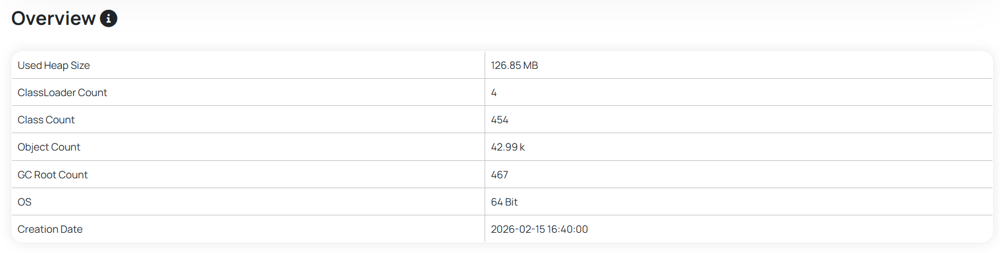 Overview
Used Heap Size 126.85 MB
ClassLoader Count 4
Class Count 454
Object Count 42.99 k
GC Root Count 467
OS 64 Bit
Creation Date 2026-02-15 16:40:00